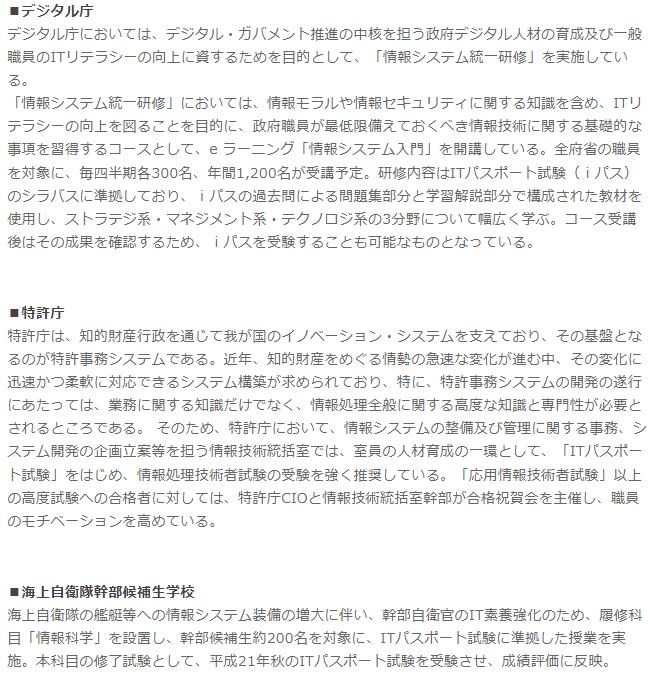 ■デジタル庁
デジタル庁においては、デジタル・ガバメント推進の中核を担う政府デジタル人材の育成及び一般
職員のITリテラシーの向上に資するためを目的として、「情報システム統一研修」を実施してい
る。
「情報システム統一研修」においては、情報モラルや情報セキュリティに関する知識を含め、ITリ
テラシーの向上を図ることを目的に、政府職員が最低限備えておくべき情報技術に関する基礎的な
事項を習得するコースとして、e ラーニング「情報システム入門」を開講している。全府省の職員
を対象に、毎四半期各300名、年間1,200名が受講予定。研修内容はITパスポート試験（ｉパス）
のシラバスに準拠しており、ｉパスの過去問による問題集部分と学習解説部分で構成された教材を
使用し、ストラテジ系・マネジメント系・テクノロジ系の3分野について幅広く学ぶ。コース受講
後はその成果を確認するため、ｉパスを受験することも可能なものとなっている。
■特許庁
特許庁は、知的財産行政を通じて我が国のイノベーション・システムを支えており、その基盤とな
るのが特許事務システムである。近年、知的財産をめぐる情勢の急速な変化が進む中、その変化に
迅速かつ柔軟に対応できるシステム構築が求められており、特に、特許事務システムの開発の遂行
にあたっては、業務に関する知識だけでなく、情報処理全般に関する高度な知識と専門性が必要と
されるところである。 そのため、特許庁において、情報システムの整備及び管理に関する事務、シ
ステム開発の企画立案等を担う情報技術統括室では、室員の人材育成の一環として、「ITパスポー
ト試験」をはじめ、情報処理技術者試験の受験を強く推奨している。「応用情報技術者試験」以上
の高度試験への合格者に対しては、特許庁CIOと情報技術統括室幹部が合格祝賀会を主催し、職員
のモチベーションを高めている。
■海上自衛隊幹部候補生学校
海上自衛隊の艦艇等への情報システム装備の増大に伴い、幹部自衛官のIT素養強化のため、履修科
目「情報科学」を設置し、幹部候補生約200名を対象に、ITパスポート試験に準拠した授業を実
施。本科目の修了試験として、平成21年秋のITパスポート試験を受験させ、成績評価に反映。